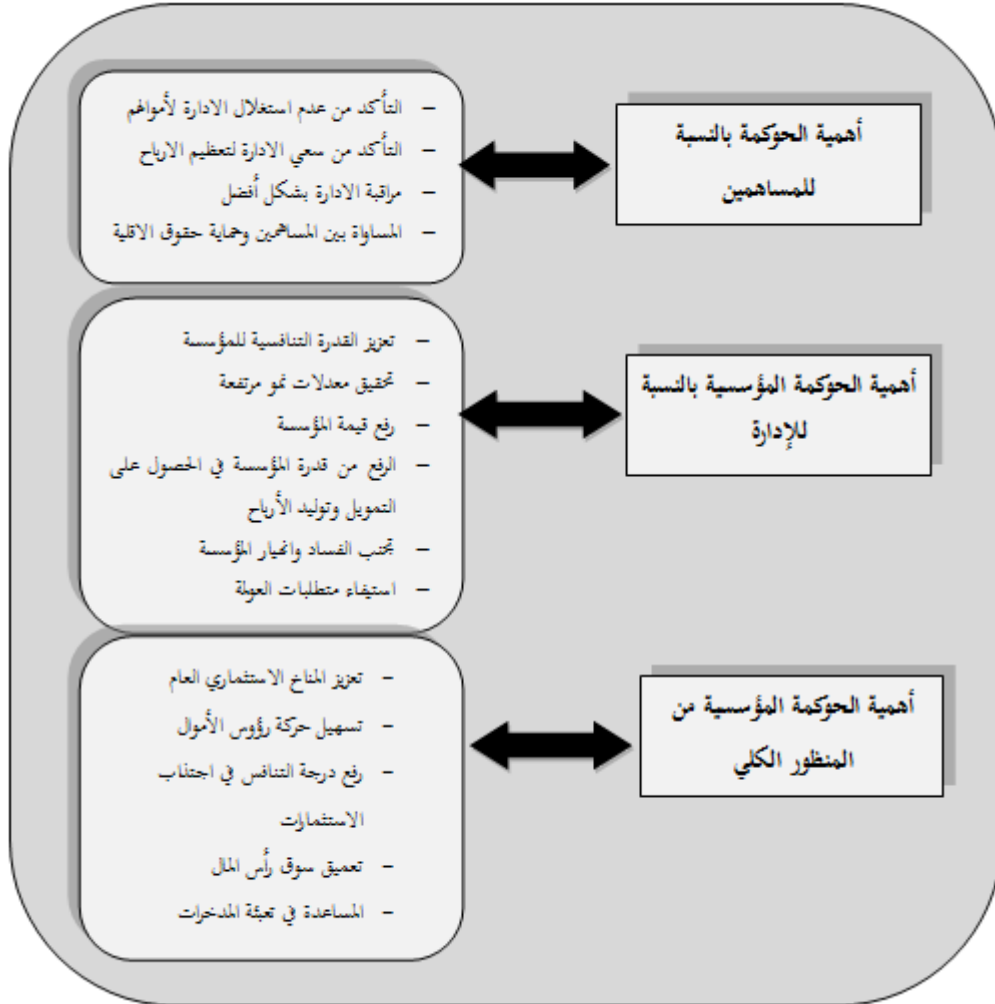 أهمية الحوكمة بالنسبة
للمساهمين
– التأكد من عدم استغلال الادارة لأموالهم
– التأكد من سعي الادارة لتعظيم الارباح
– مراقبة الادارة بشكل أفضل
– المساواة بين المساهمين وحماية حقوق الاقلية
أهمية الحوكمة المؤسسية بالنسبة
للإدارة
– تعزيز القدرة التنافسية للمؤسسة
– تحقيق معدلات نمو مرتفعة
– رفع قيمة المؤسسة
– الرفع من قدرة المؤسسة في الحصول على
التمويل وتوليد الأرباح
– تجنب الفساد وانهيار المؤسسة
– استيفاء متطلبات العولمة
أهمية الحوكمة المؤسسية من
المنظور الكلي
– تعزيز المناخ الاستثماري العام
– تسهيل حركة رؤوس الأموال
– رفع درجة التنافس في اجتذاب
الاستثمارات
– تعميق سوق رأس المال
– المساعدة في تعبئة المدخرات